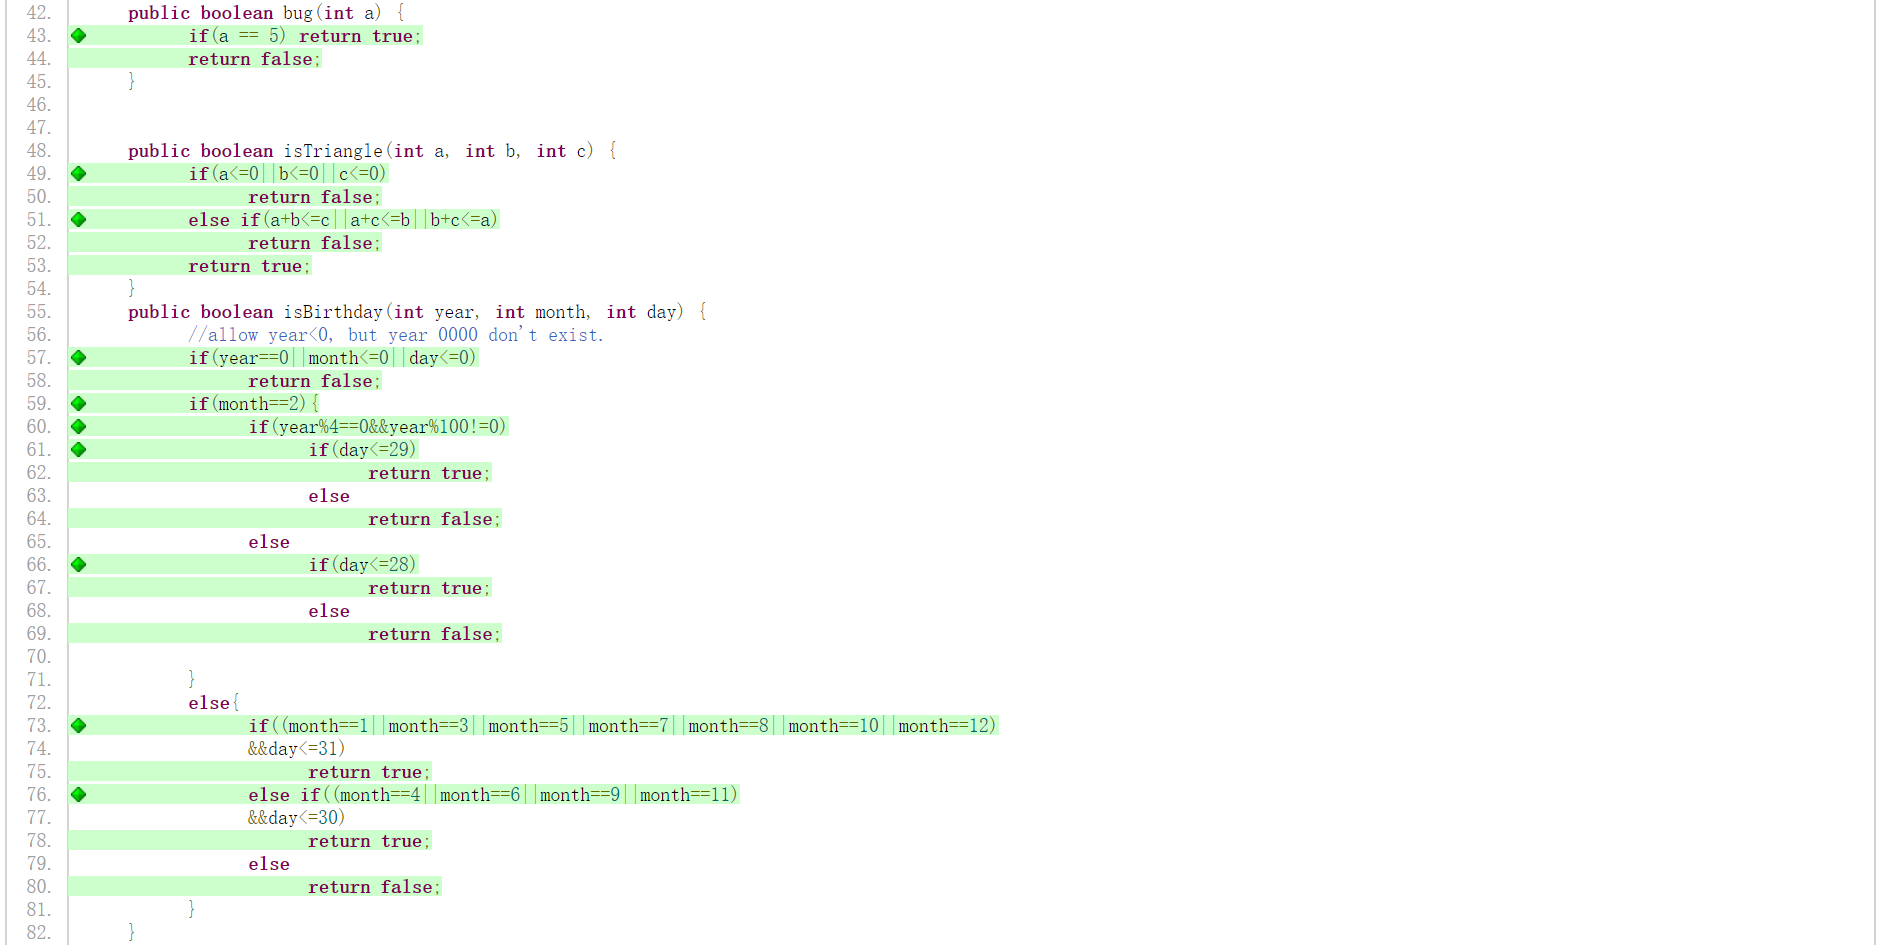 42. public boolean bug(int a) {
43. if(a == 5) return true;
44. return false;
45. }
46.
47.
48. public boolean isTriangle(int a, int b, int c) {
49. if(a<=0||b<=0||c<=0)
50. return false;
51. else if(a+b<=c||a+c<=b||b+c<=a)
52. return false;
53. return true;
54. }
55. public boolean isBirthday(int year, int month, int day) {
56. //allow year<0, but year 0000 don't exist.
57. if(year==0||month<=0||day<=0)
58. return false;
59. if(month==2){
60. if(year%4==0&&year%100!=0)
61. if(day<=29)
62. return true;
63. else
64. return false;
65. else
66. if(day<=28)
67. return true;
68. else
69. return false;
70.
71. }
72. else{
73. if((month==1||month==3||month==5||month==7||month==8||month==10||month==12)
74. &&day<=31)
75. return true;
76. else if((month==4||month==6||month==9||month==11)
77. &&day<=30)
78. return true;
79. else
80. return false;
81. }
82. }